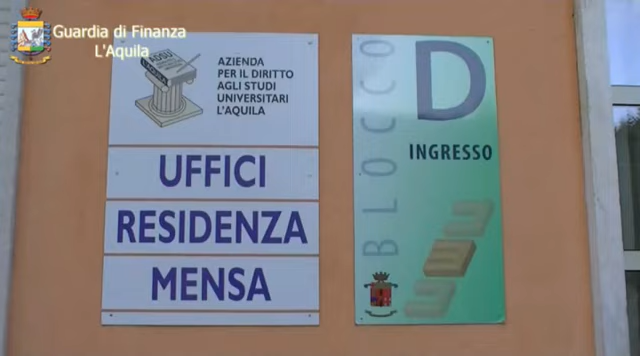 Guardia di Finanza
L'Aquila
AZIENDA
PER IL DIRITTO
AGLI STUDI
UNIVERSITARI
L'AQUILA
UFFICI
RESIDENZA
MENSA
BLOCCO
D
INGRESSO